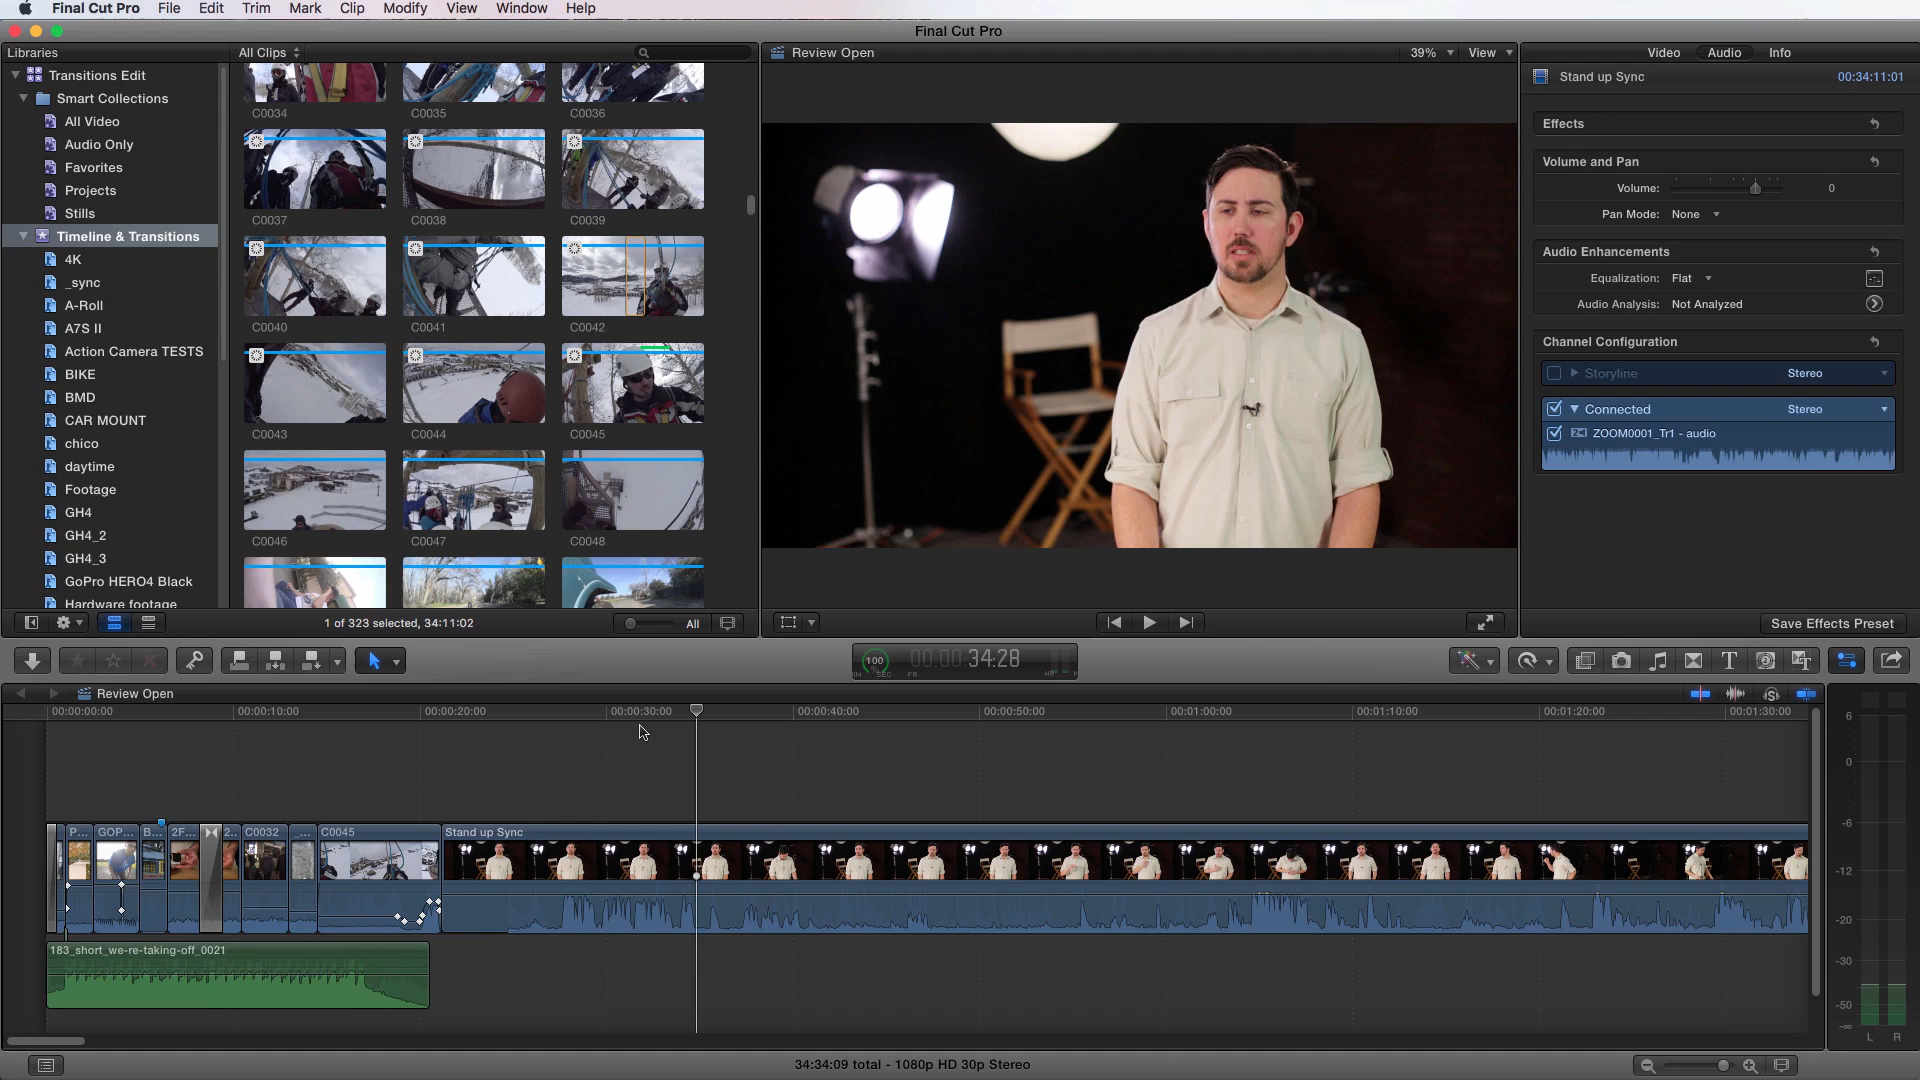 Final Cut Pro File Edit Trim Mark Clip Modify View Window Help
Final Cut Pro
Libraries
All Clips
Review Open
39%
View
Video Audio Info
Transitions Edit
Smart Collections
All Video
Audio Only
Favorites
Projects
Stills
Timeline & Transitions
4K
_sync
A-Roll
A7S II
Action Camera TESTS
BIKE
BMD
CAR MOUNT
chico
daytime
Footage
GH4
GH4_2
GH4_3
GoPro HERO4 Black
Hardware footage
C0034 C0035 C0036
C0037 C0038 C0039
C0040 C0041 C0042
C0043 C0044 C0045
C0046 C0047 C0048
1 of 323 selected, 34:11:02
All
Stand up Sync 00:34:11:01
Effects
Volume and Pan
Volume: 0
Pan Mode: None
Audio Enhancements
Equalization: Flat
Audio Analysis: Not Analyzed
Channel Configuration
Storyline Stereo
Connected Stereo
ZOOM0001_Tr1 - audio
Save Effects Preset
100 00:00:34:28
% SEC FR HR
Review Open
00:00:00:00 00:00:10:00 00:00:20:00 00:00:30:00 00:00:40:00 00:00:50:00 00:01:00:00 00:01:10:00 00:01:20:00 00:01:30:00
P... GOP... B... 2F... 2.. C0032 _... C0045 Stand up Sync
183_short_we-re-taking-off_0021
6
0
-6
-12
-20
-30
-50
-∞
L R
34:34:09 total - 1080p HD 30p Stereo